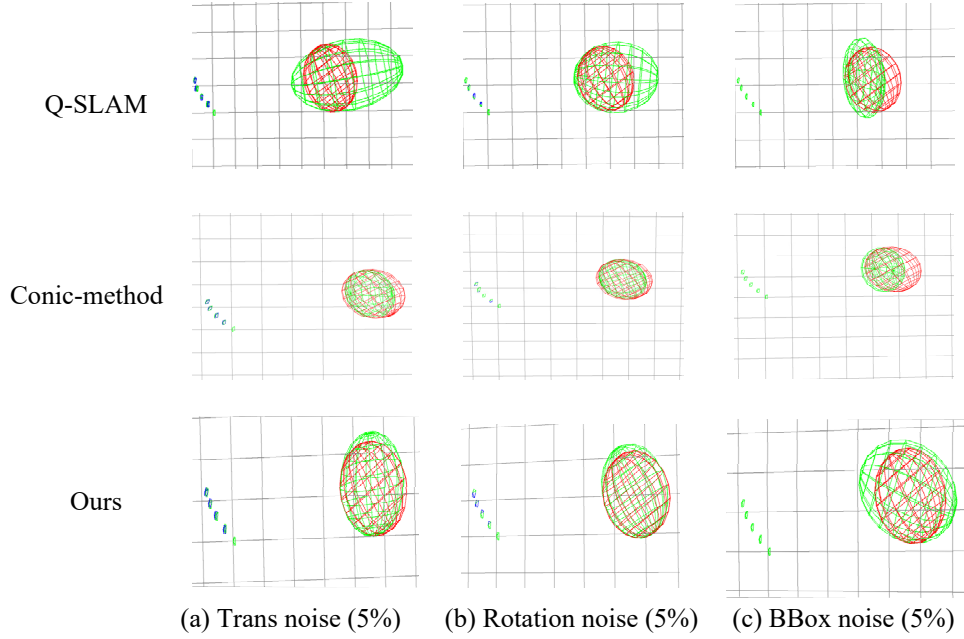 Q-SLAM
Conic-method
Ours
(a) Trans noise (5%)
(b) Rotation noise (5%)
(c) BBox noise (5%)